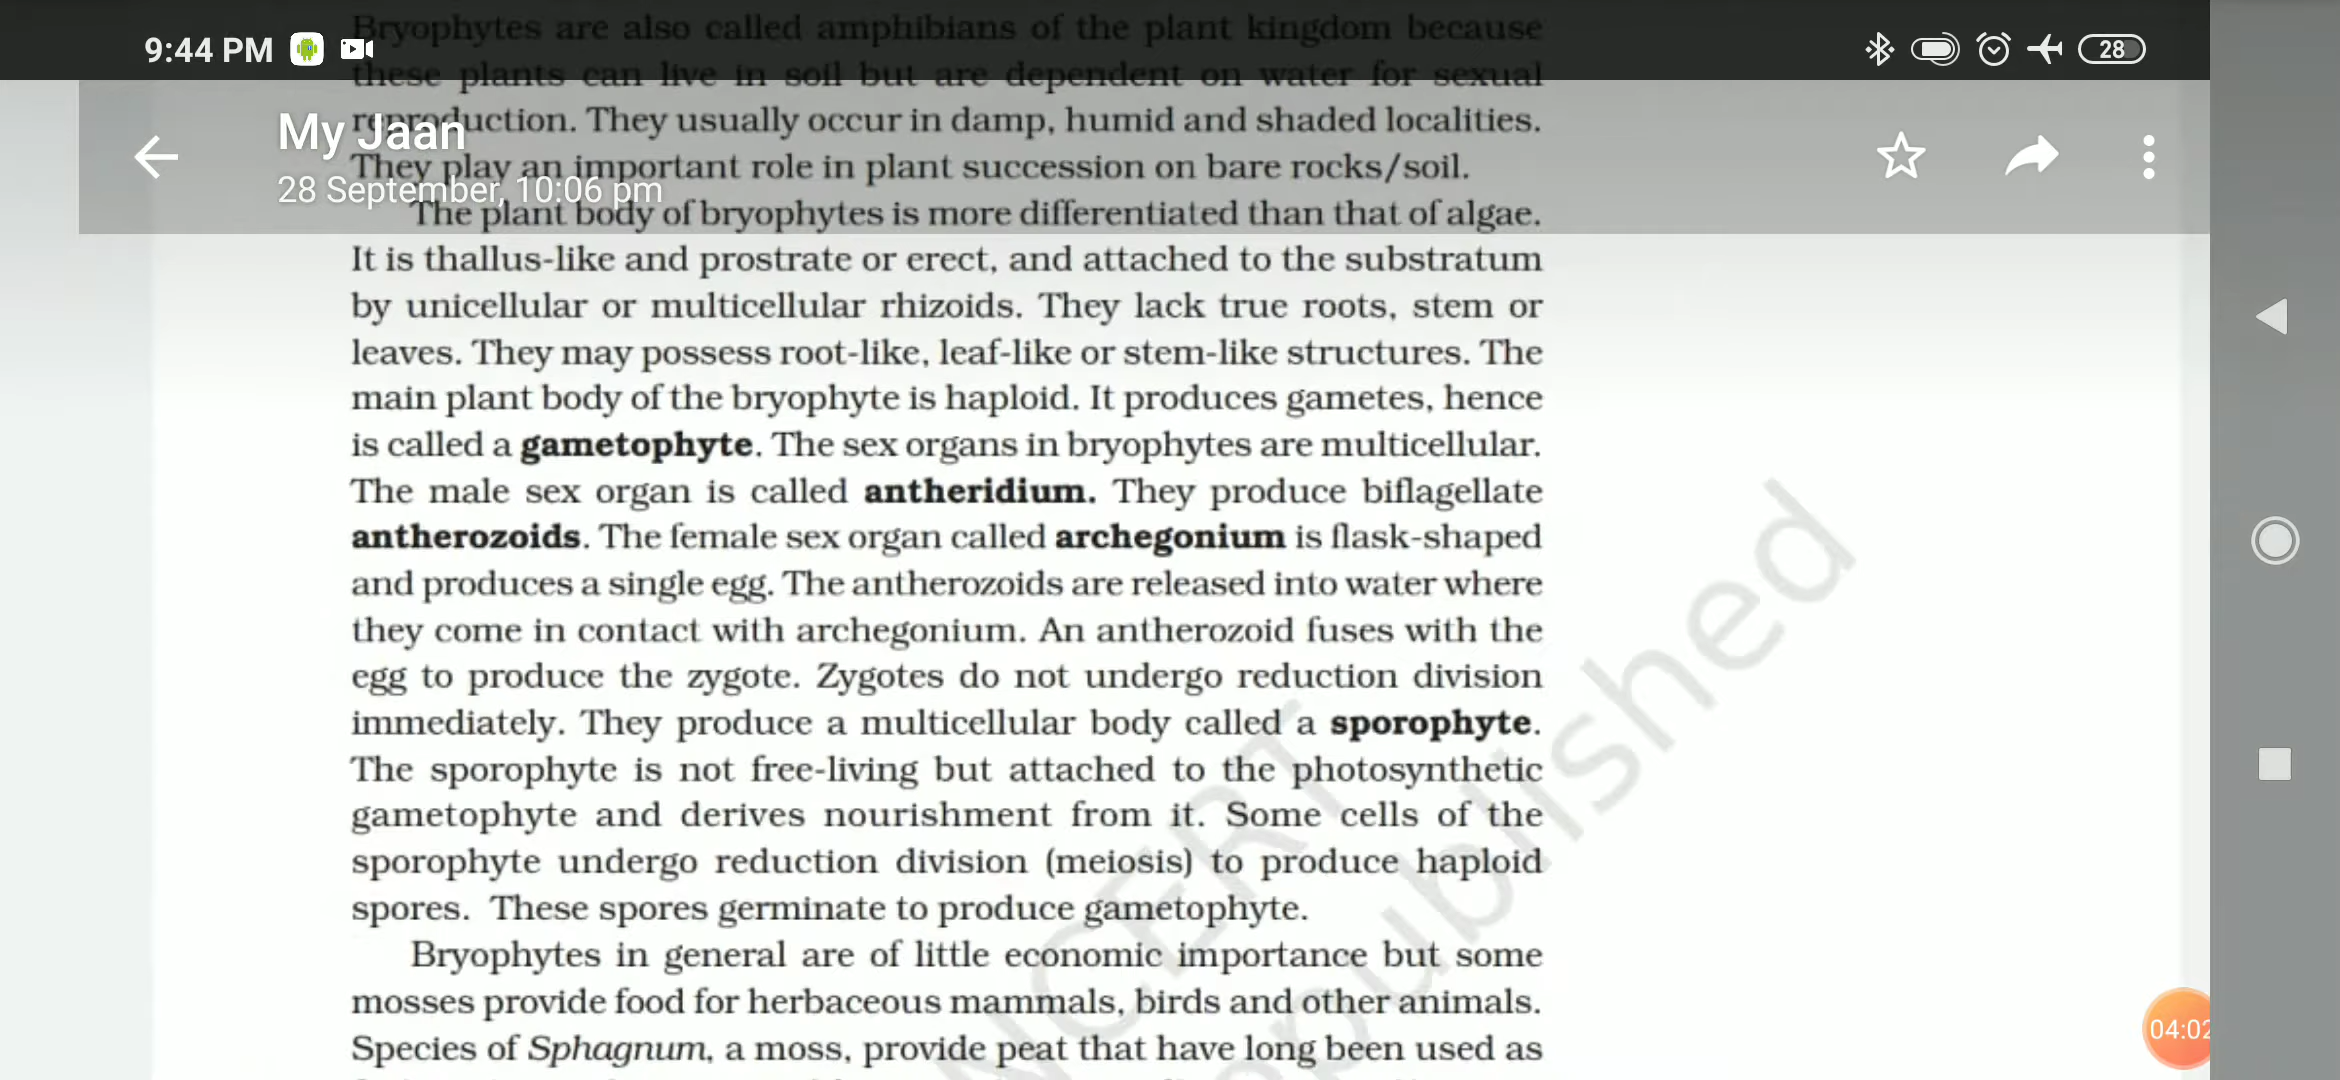 Bryophytes are also called amphibians of the plant kingdom because
9:44 PM
28
these plants can live in soil but are dependent on water for sexual
reproduction. They usually occur in damp, humid and shaded localities.
My Jaan
They play an important role in plant succession on bare rocks/soil.
28 September, 10:06 pm
The plant body of bryophytes is more differentiated than that of algae.
It is thallus-like and prostrate or erect, and attached to the substratum
by unicellular or multicellular rhizoids. They lack true roots, stem or
leaves. They may possess root-like, leaf-like or stem-like structures. The
main plant body of the bryophyte is haploid. It produces gametes, hence
is called a gametophyte. The sex organs in bryophytes are multicellular.
The male sex organ is called antheridium. They produce biflagellate
antherozoids. The female sex organ called archegonium is flask-shaped
and produces a single egg. The antherozoids are released into water where
they come in contact with archegonium. An antherozoid fuses with the
egg to produce the zygote. Zygotes do not undergo reduction division
immediately. They produce a multicellular body called a sporophyte.
The sporophyte is not free-living but attached to the photosynthetic
gametophyte and derives nourishment from it. Some cells of the
sporophyte undergo reduction division (meiosis) to produce haploid
spores. These spores germinate to produce gametophyte.
Bryophytes in general are of little economic importance but some
mosses provide food for herbaceous mammals, birds and other animals.
Species of Sphagnum, a moss, provide peat that have long been used as
NCERT
published
04:02